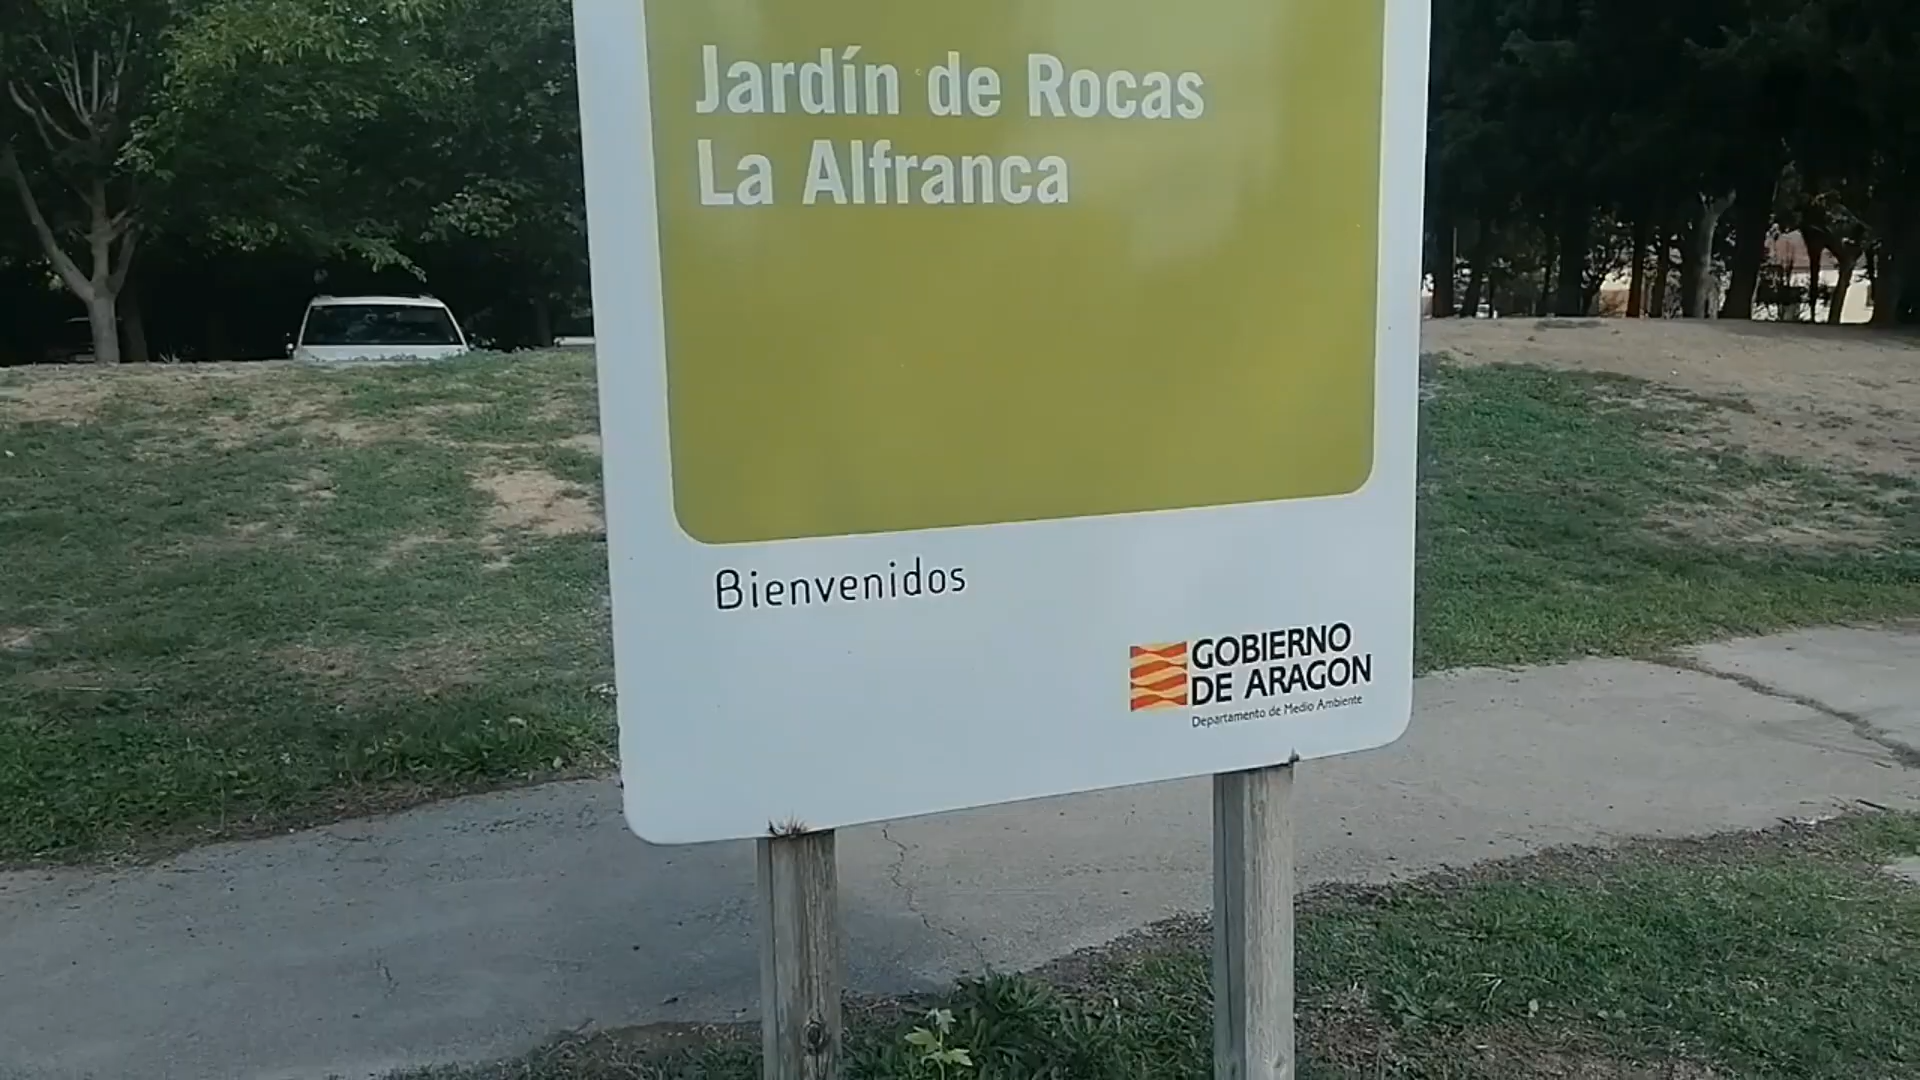 Jardín de Rocas
La Alfranca
Bienvenidos
GOBIERNO
DE ARAGON
Departamento de Medio Ambiente